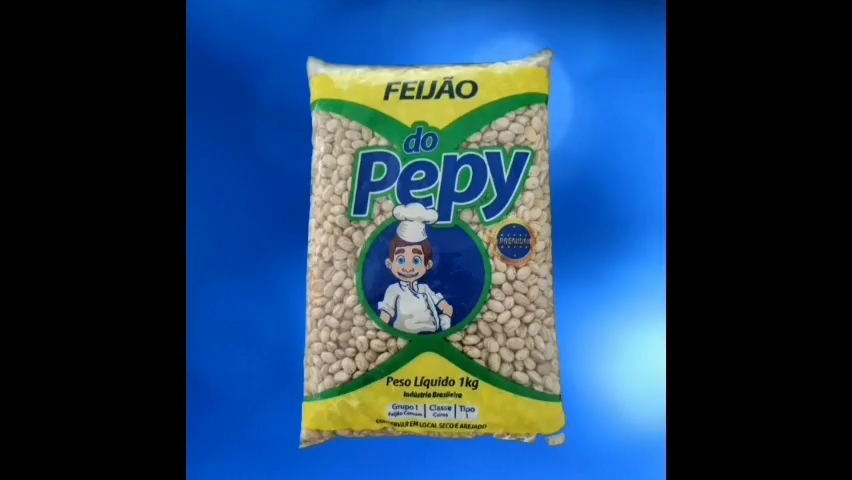 FEIJÃO
do
Pepy
PREMIUM
Peso Líquido 1kg
Indústria Brasileira
Grupo I Classe Tipo
Feijão Comum Cores 1
CONSERVAR EM LOCAL SECO E AREJADO